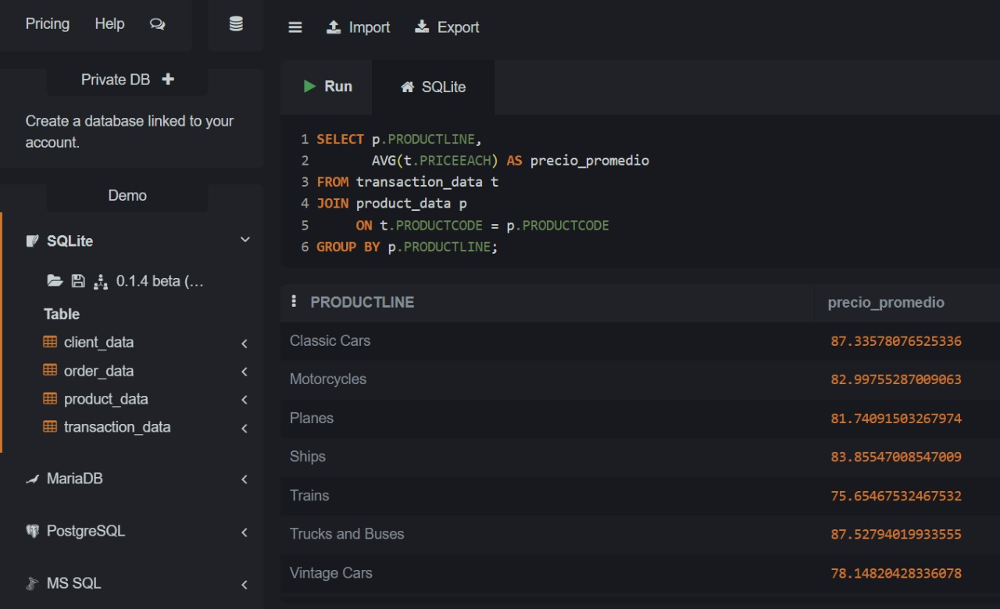 Pricing Help
Import Export
Private DB
Create a database linked to your
account.
Demo
SQLite
0.1.4 beta (...
Table
client_data
order_data
product_data
transaction_data
MariaDB
PostgreSQL
MS SQL
Run SQLite
1 SELECT p.PRODUCTLINE,
2 AVG(t.PRICEEACH) AS precio_promedio
3 FROM transaction_data t
4 JOIN product_data p
5 ON t.PRODUCTCODE = p.PRODUCTCODE
6 GROUP BY p.PRODUCTLINE;
PRODUCTLINE precio_promedio
Classic Cars 87.33578076525336
Motorcycles 82.99755287009063
Planes 81.74091503267974
Ships 83.85547008547009
Trains 75.65467532467532
Trucks and Buses 87.52794019933555
Vintage Cars 78.14820428336078